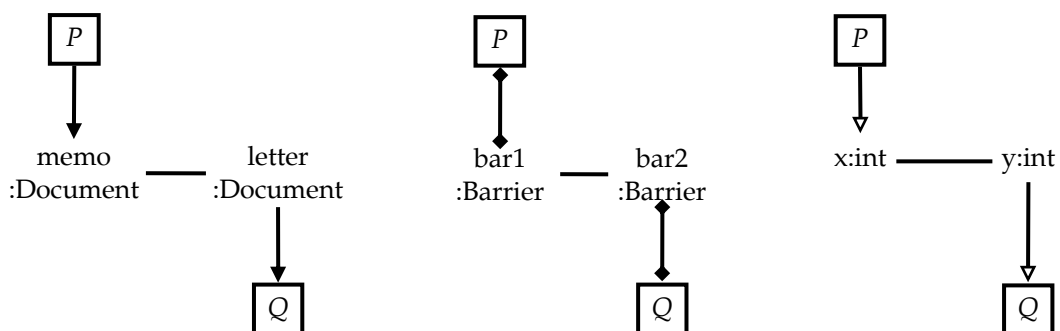 P
memo
:Document
letter
:Document
Q
P
bar1
:Barrier
bar2
:Barrier
Q
P
x:int
y:int
Q